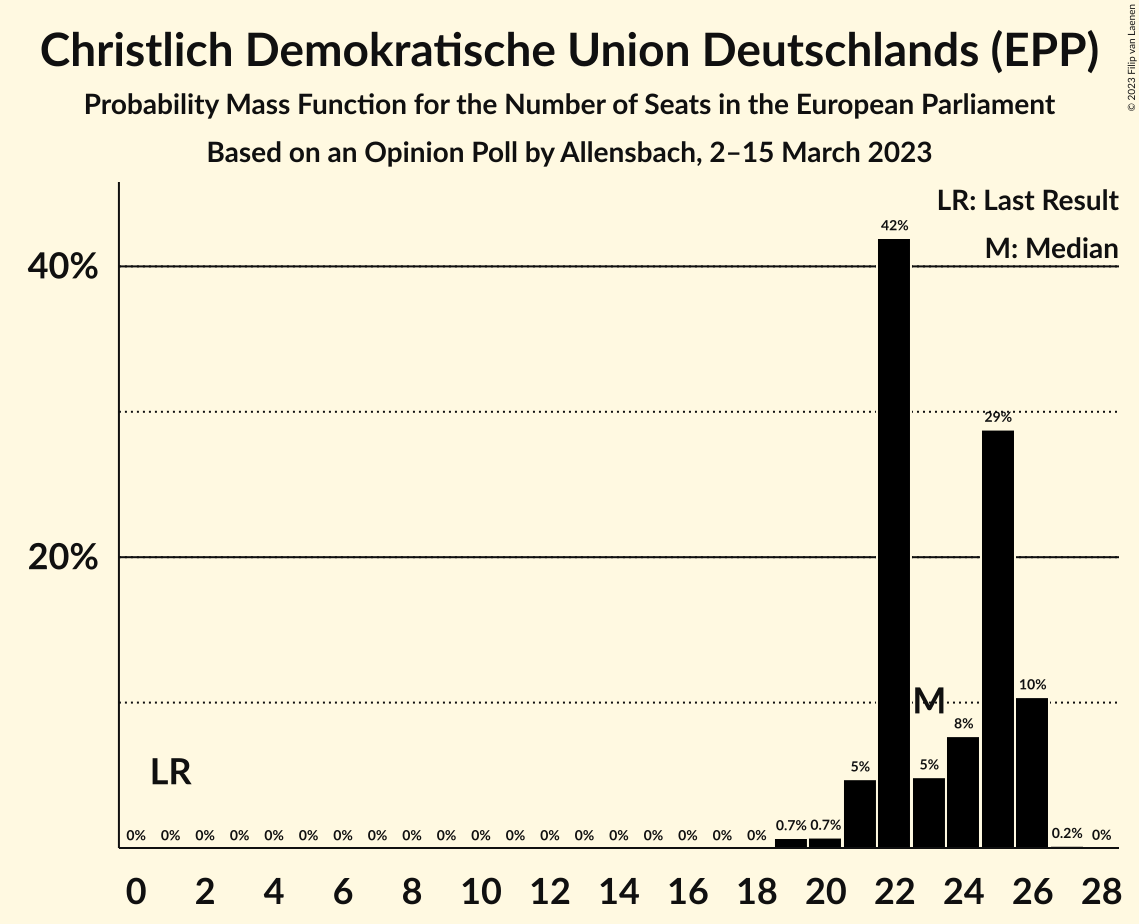 Christlich Demokratische Union Deutschlands (EPP)
Probability Mass Function for the Number of Seats in the European Parliament
Based on an Opinion Poll by Allensbach, 2–15 March 2023
© 2023 Filip van Laenen
LR: Last Result
M: Median
42%
40%
29%
20%
10%
M
8%
5%
5%
LR
0% 0% 0% 0% 0% 0% 0% 0% 0% 0% 0% 0% 0% 0% 0% 0% 0% 0% 0% 0.7% 0.7% 0.2% 0%
0 2 4 6 8 10 12 14 16 18 20 22 24 26 28